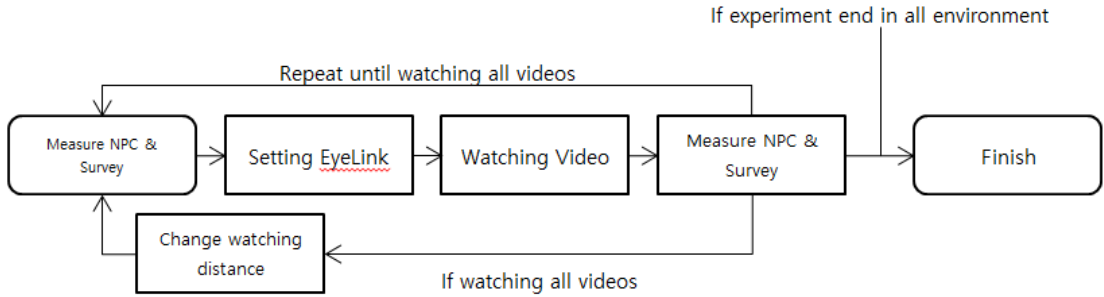 If experiment end in all environment
Repeat until watching all videos
Measure NPC &
Survey
Setting EyeLink
Watching Video
Measure NPC &
Survey
Finish
Change watching
distance
If watching all videos